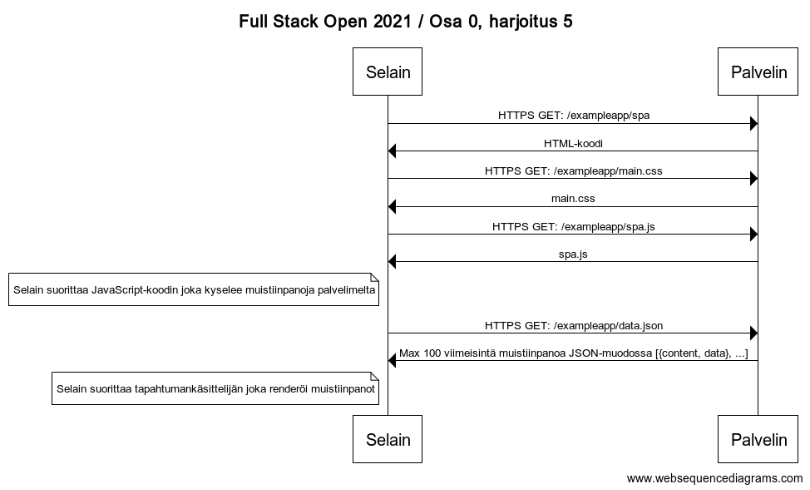 Full Stack Open 2021 / Osa 0, harjoitus 5
Selain
Palvelin
HTTPS GET: /exampleapp/spa
HTML-koodi
HTTPS GET: /exampleapp/main.css
main.css
HTTPS GET: /exampleapp/spa.js
spa.js
Selain suorittaa JavaScript-koodin joka kyselee muistiinpanoja palvelimelta
HTTPS GET: /exampleapp/data.json
Max 100 viimeisintä muistiinpanoa JSON-muodossa [{content, data}, ...]
Selain suorittaa tapahtumankäsittelijän joka renderöi muistiinpanot
Selain
Palvelin
www.websequencediagrams.com